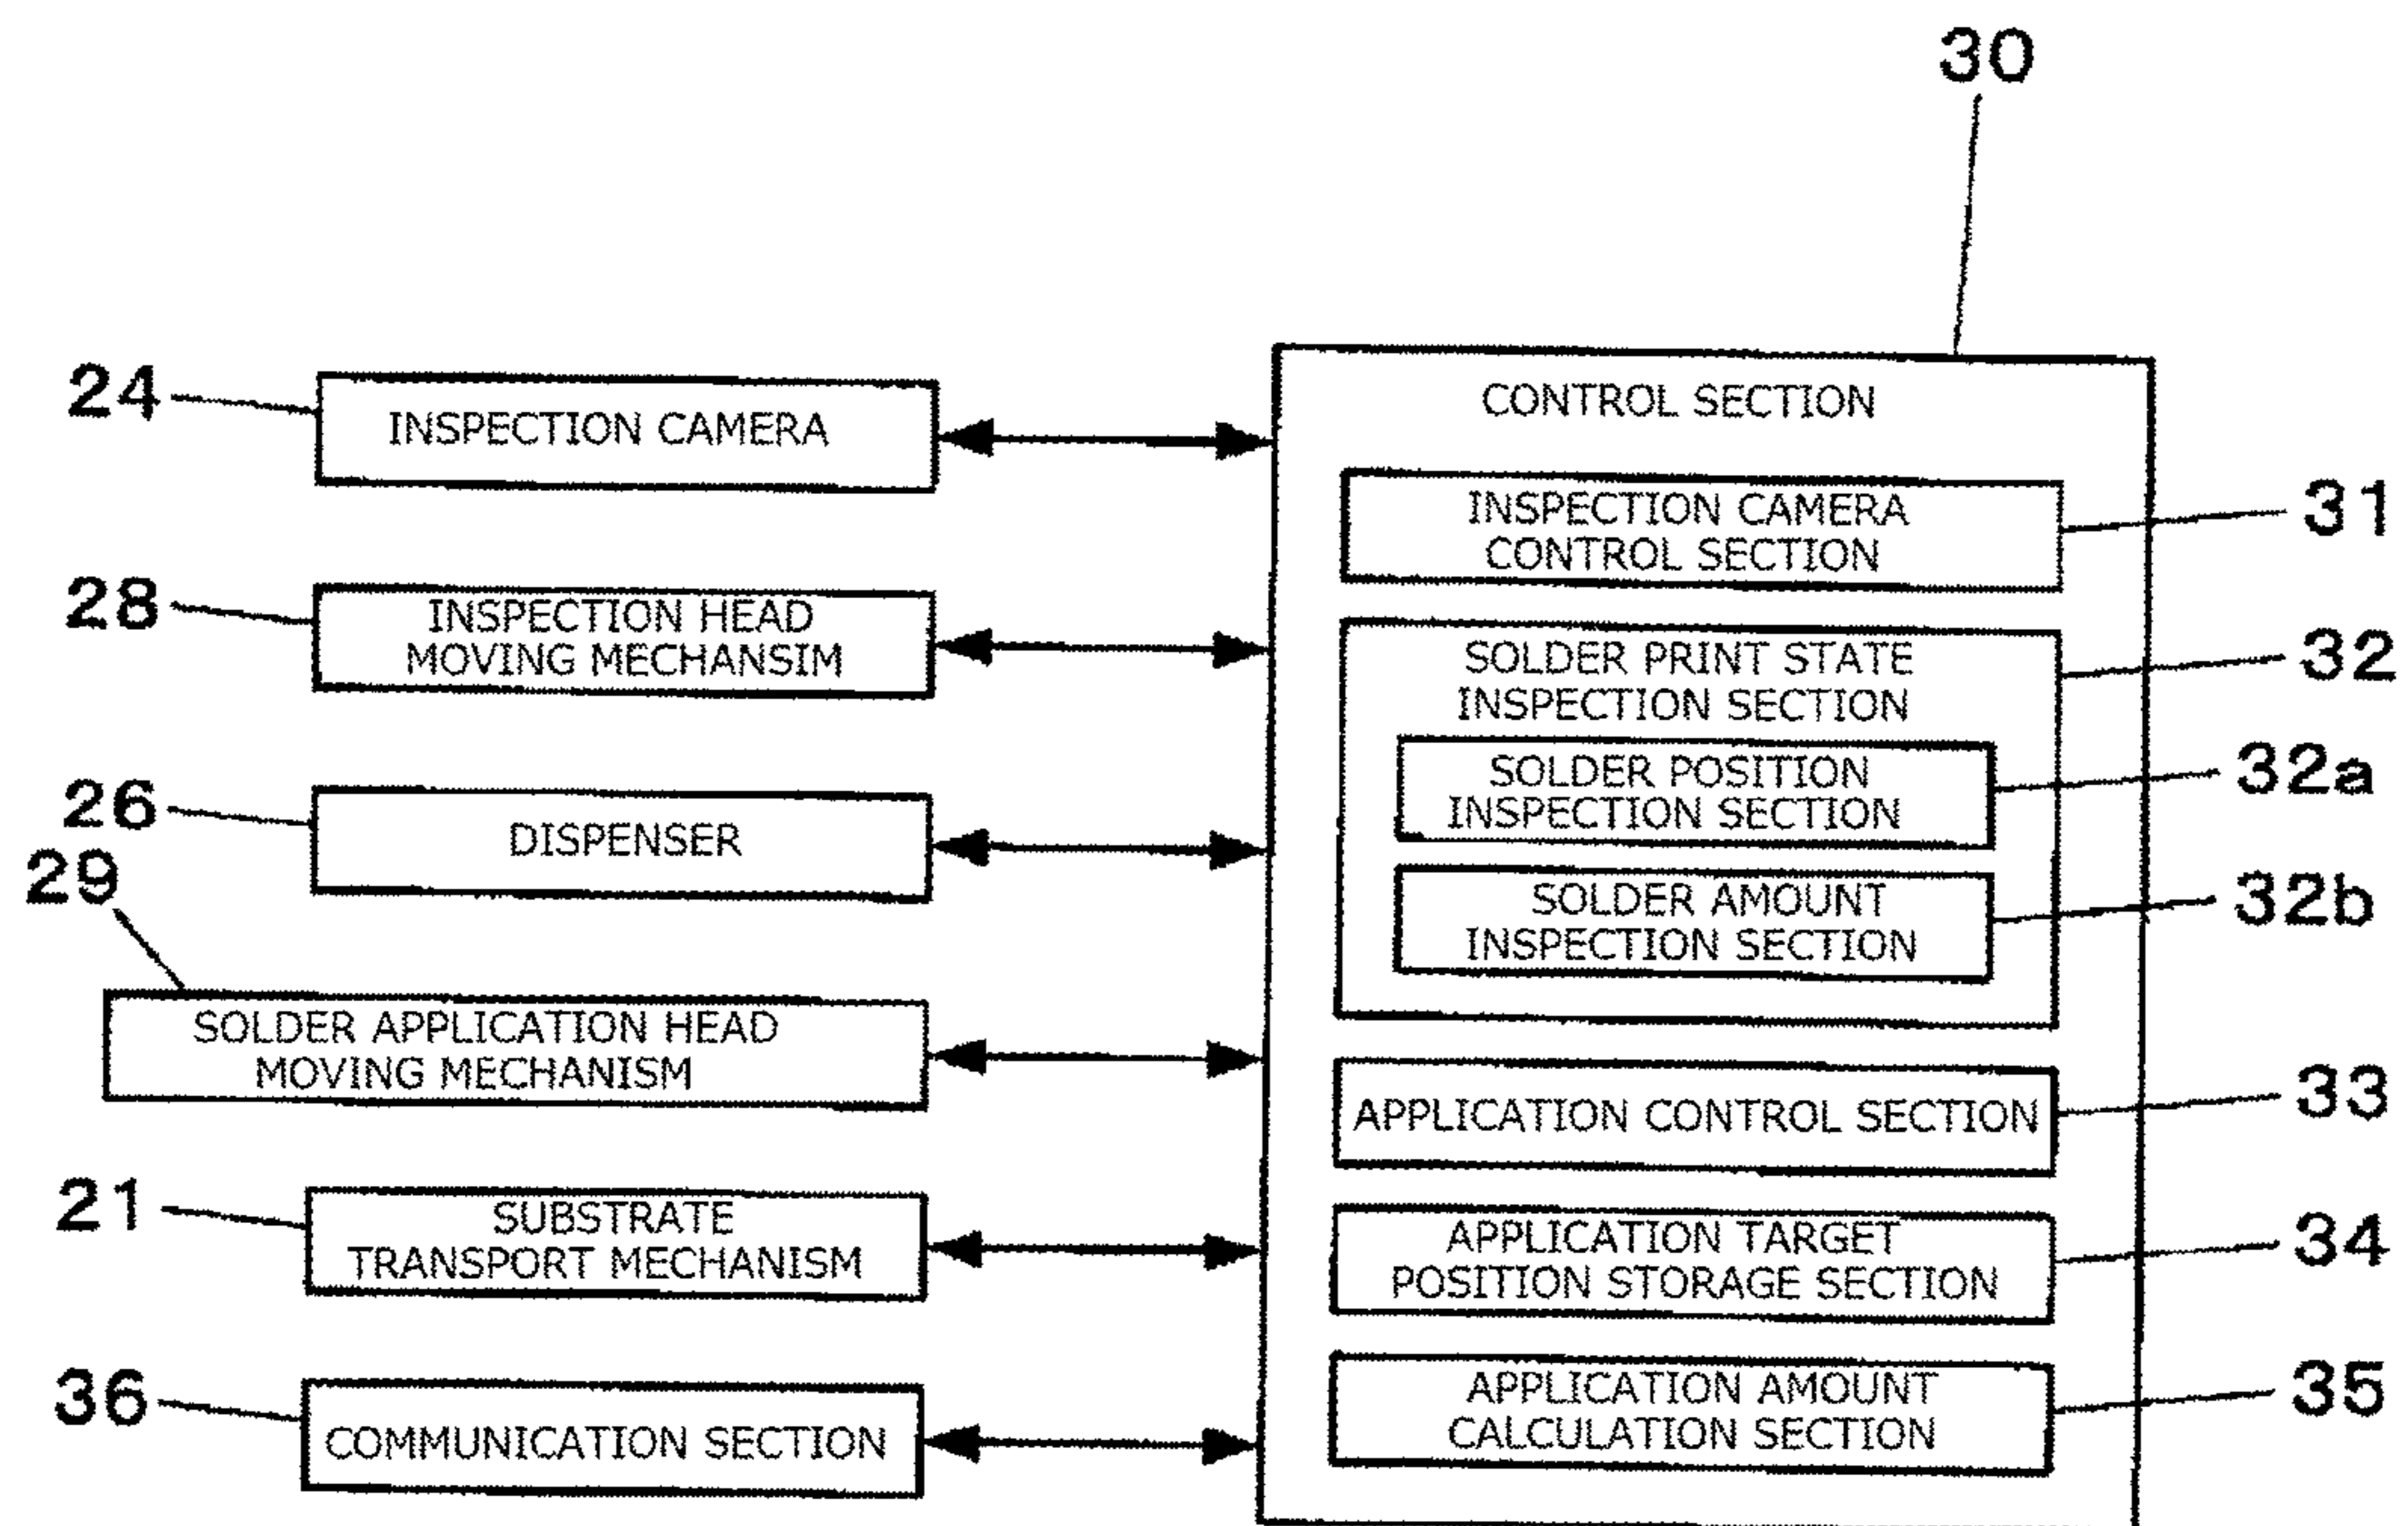 30
24
INSPECTION CAMERA
28
INSPECTION HEAD
MOVING MECHANSIM
26
DISPENSER
29
SOLDER APPLICATION HEAD
MOVING MECHANISM
21
SUBSTRATE
TRANSPORT MECHANISM
36
COMMUNICATION SECTION
CONTROL SECTION
INSPECTION CAMERA
CONTROL SECTION
31
SOLDER PRINT STATE
INSPECTION SECTION
32
SOLDER POSITION
INSPECTION SECTION
32a
SOLDER AMOUNT
INSPECTION SECTION
32b
APPLICATION CONTROL SECTION
33
APPLICATION TARGET
POSITION STORAGE SECTION
34
APPLICATION AMOUNT
CALCULATION SECTION
35